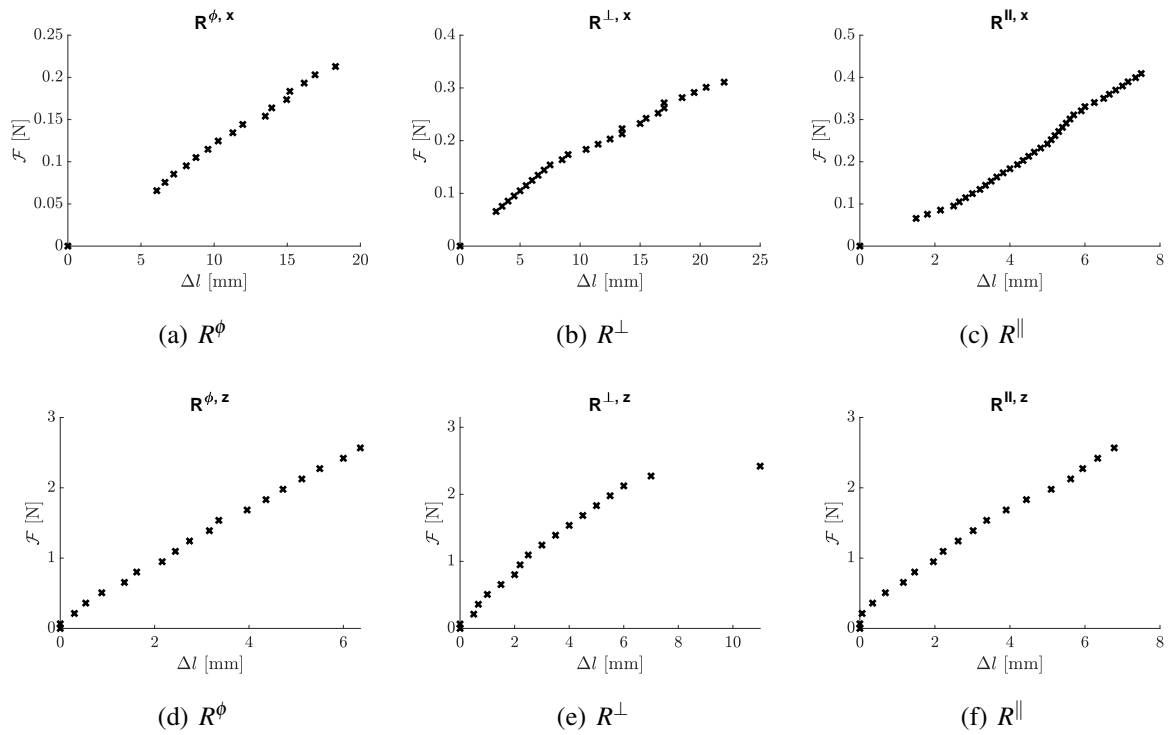 R^ϕ, x
R^⊥, x
R^II, x
0.25
0.2
0.15
0.1
0.05
0
ℱ [N]
0 5 10 15 20
Δl [mm]
0.4
0.3
0.2
0.1
0
ℱ [N]
0 5 10 15 20 25
Δl [mm]
0.5
0.4
0.3
0.2
0.1
0
ℱ [N]
0 2 4 6 8
Δl [mm]
(a) R^ϕ
(b) R^⊥
(c) R^∥
R^ϕ, z
R^⊥, z
R^II, z
3
2
1
0
ℱ [N]
0 2 4 6
Δl [mm]
3
2
1
0
ℱ [N]
0 2 4 6 8 10
Δl [mm]
3
2
1
0
ℱ [N]
0 2 4 6 8
Δl [mm]
(d) R^ϕ
(e) R^⊥
(f) R^∥